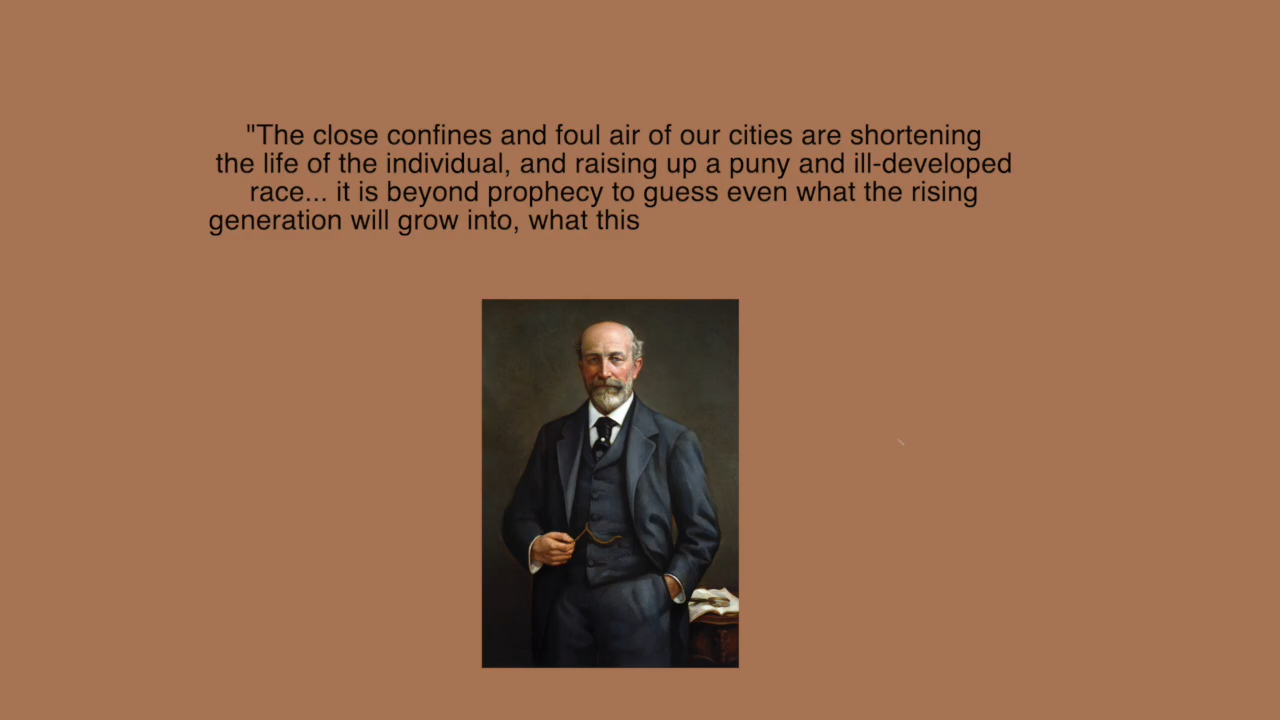 "The close confines and foul air of our cities are shortening
the life of the individual, and raising up a puny and ill-developed
race... it is beyond prophecy to guess even what the rising
generation will grow into, what this